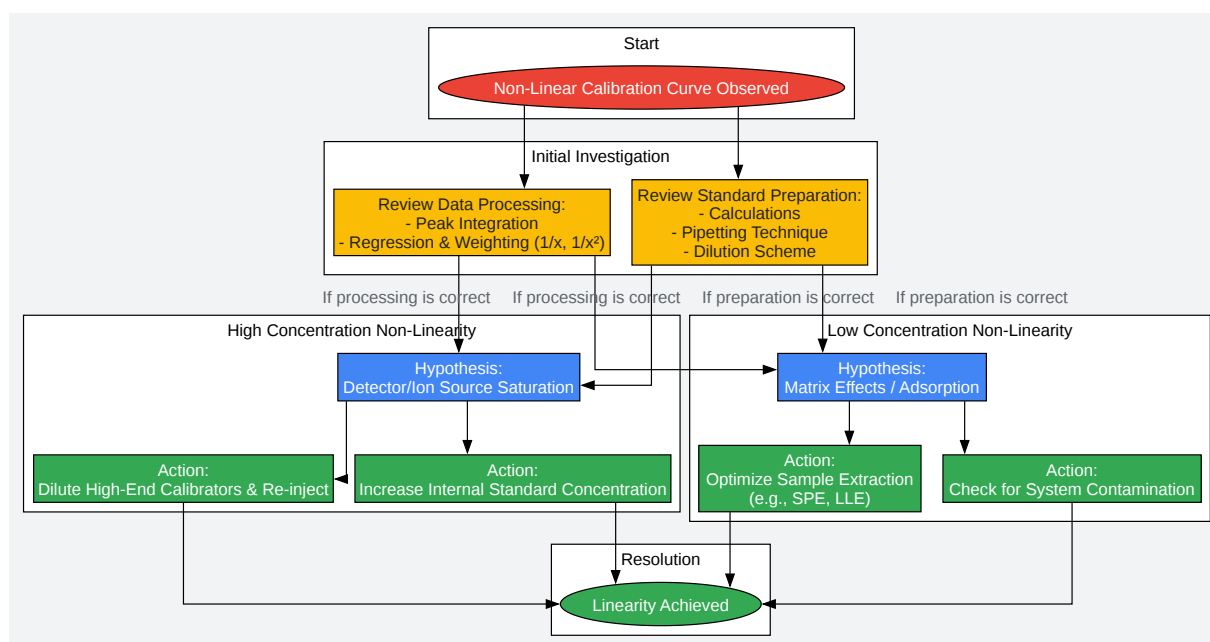 Start
Non-Linear Calibration Curve Observed
Initial Investigation
Review Data Processing:
- Peak Integration
- Regression & Weighting (1/x, 1/x²)
Review Standard Preparation:
- Calculations
- Pipetting Technique
- Dilution Scheme
If processing is correct
If processing is correct
If preparation is correct
If preparation is correct
High Concentration Non-Linearity
Hypothesis:
Detector/Ion Source Saturation
Action:
Dilute High-End Calibrators & Re-inject
Action:
Increase Internal Standard Concentration
Low Concentration Non-Linearity
Hypothesis:
Matrix Effects / Adsorption
Action:
Optimize Sample Extraction
(e.g., SPE, LLE)
Action:
Check for System Contamination
Resolution
Linearity Achieved